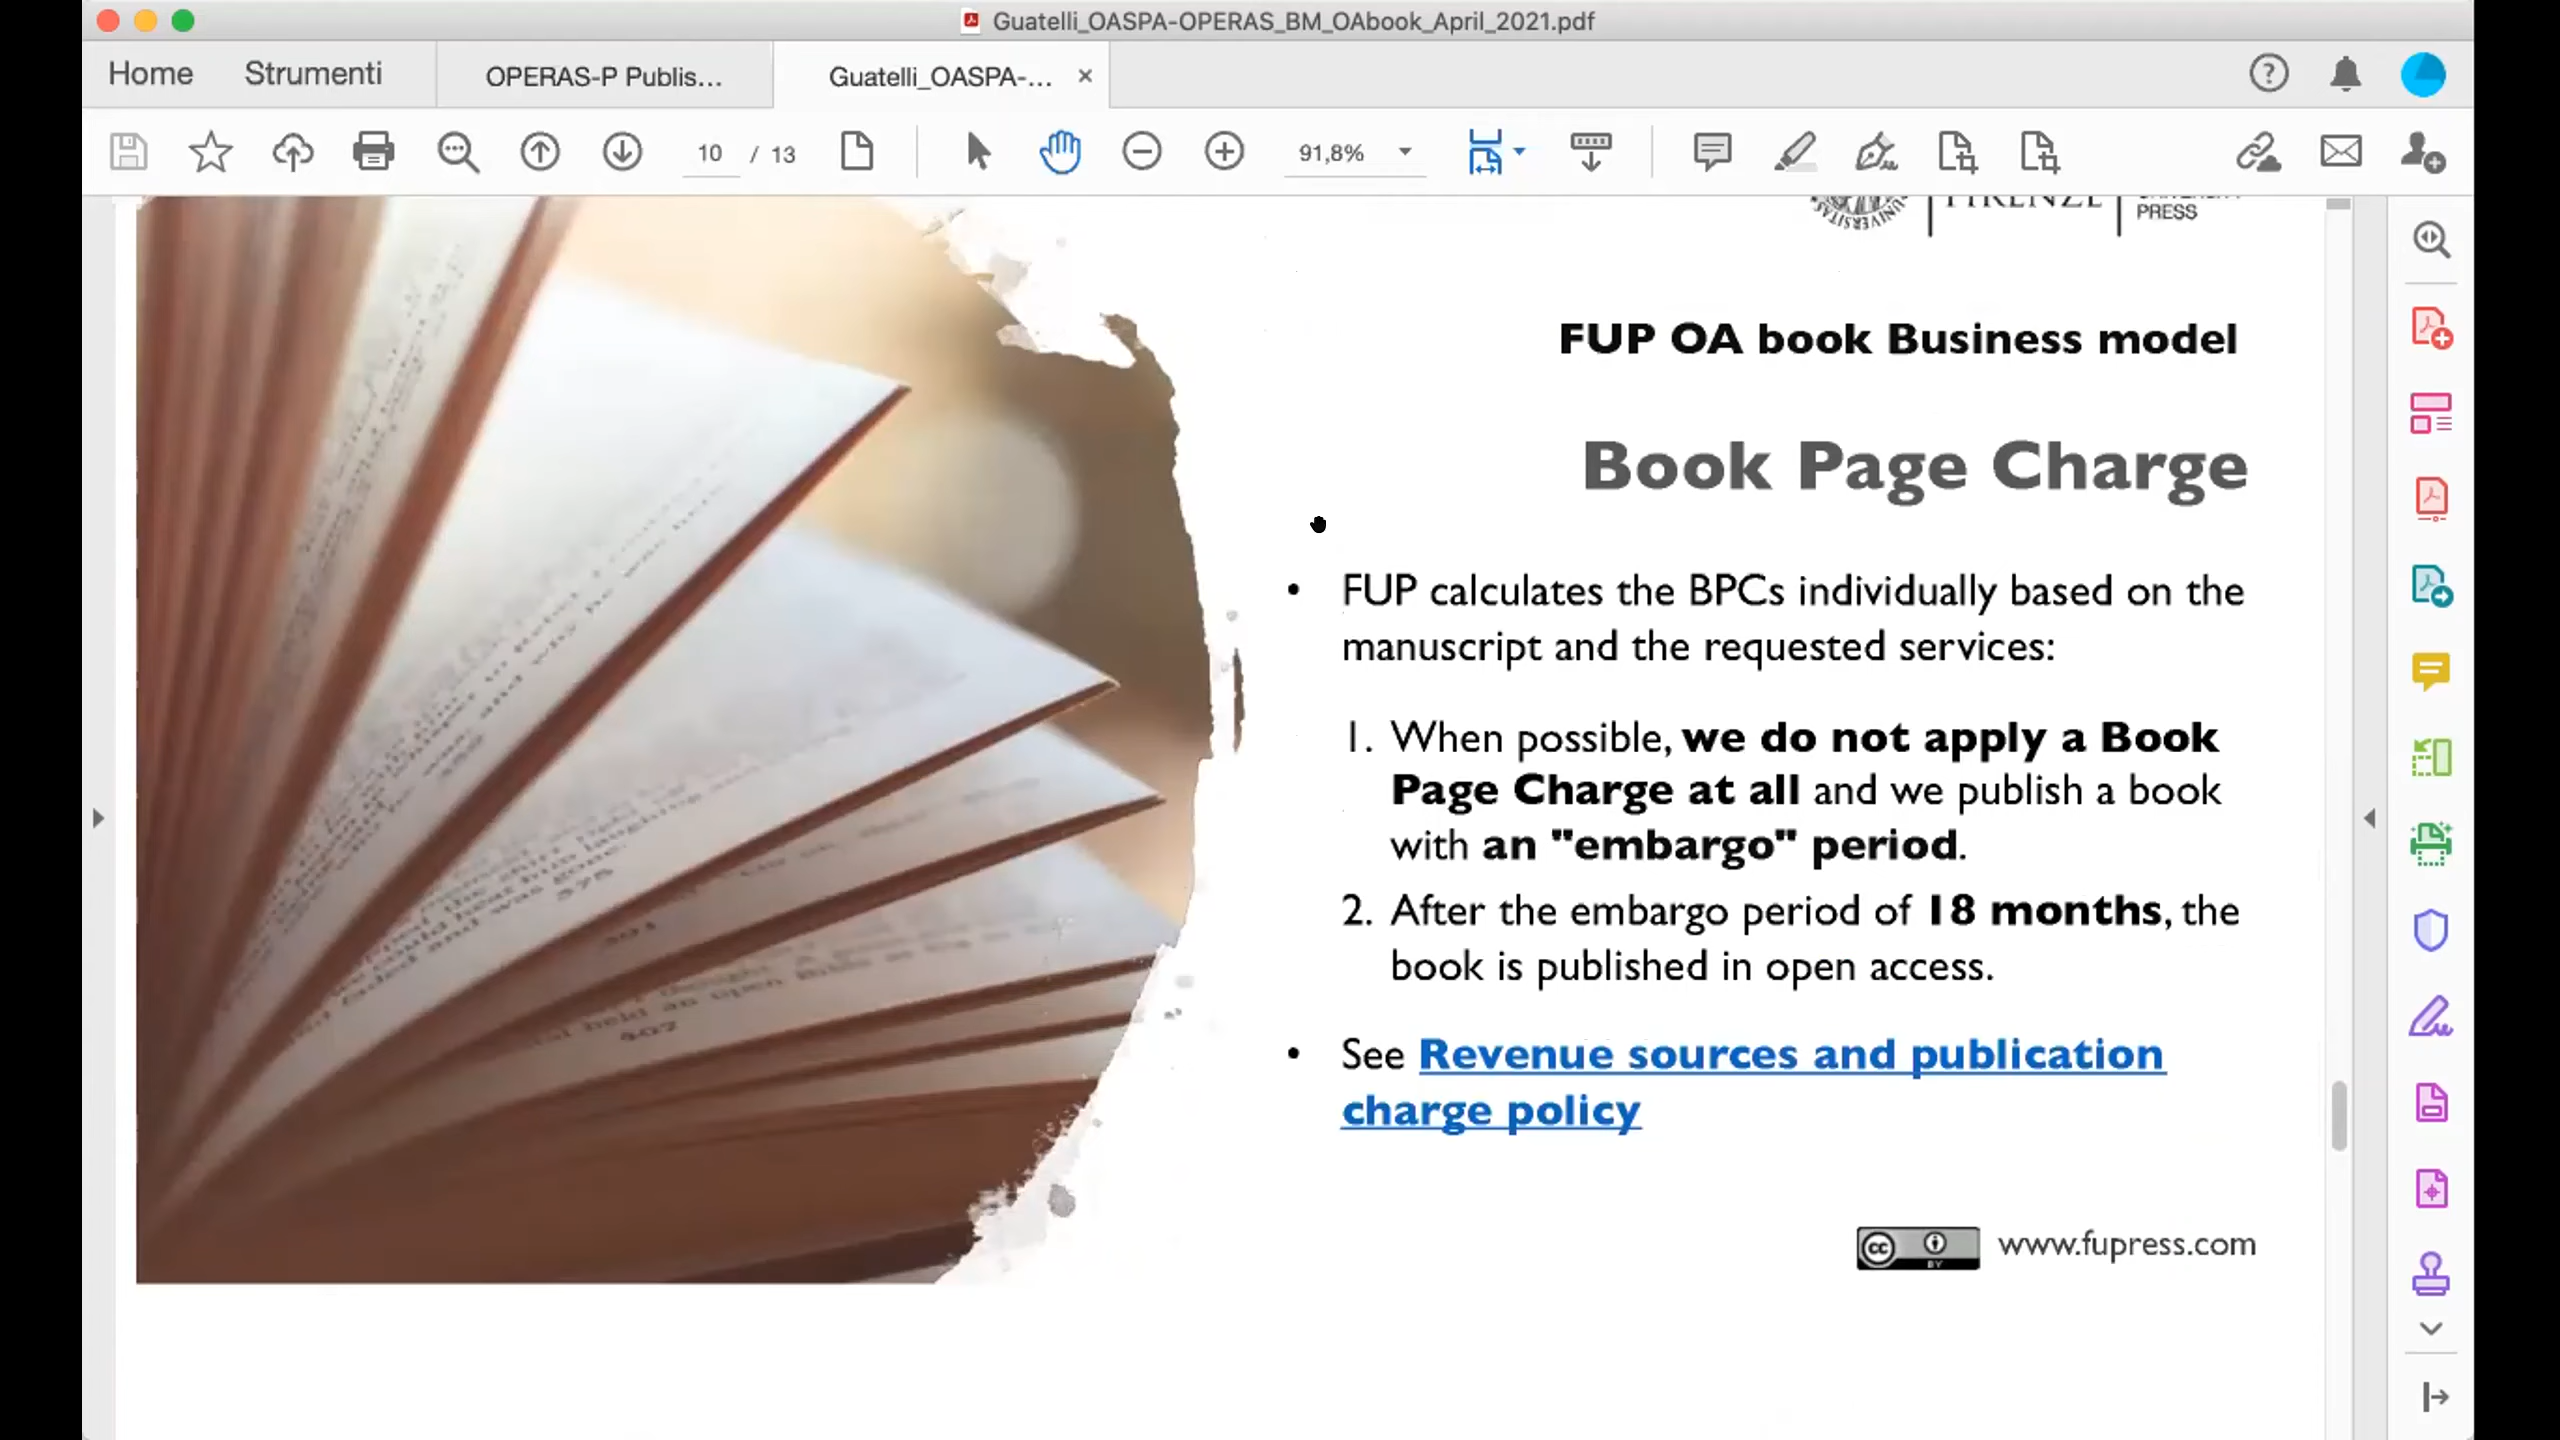 Guatelli_OASPA-OPERAS_BM_OAbook_April_2021.pdf
Home Strumenti OPERAS-P Publis... Guatelli_OASPA-... ×
10 / 13 91,8%
FIRENZE
PRESS
FUP OA book Business model
Book Page Charge
• FUP calculates the BPCs individually based on the
manuscript and the requested services:
1. When possible, we do not apply a Book
Page Charge at all and we publish a book
with an "embargo" period.
2. After the embargo period of 18 months, the
book is published in open access.
• See Revenue sources and publication
charge policy
cc BY www.fupress.com